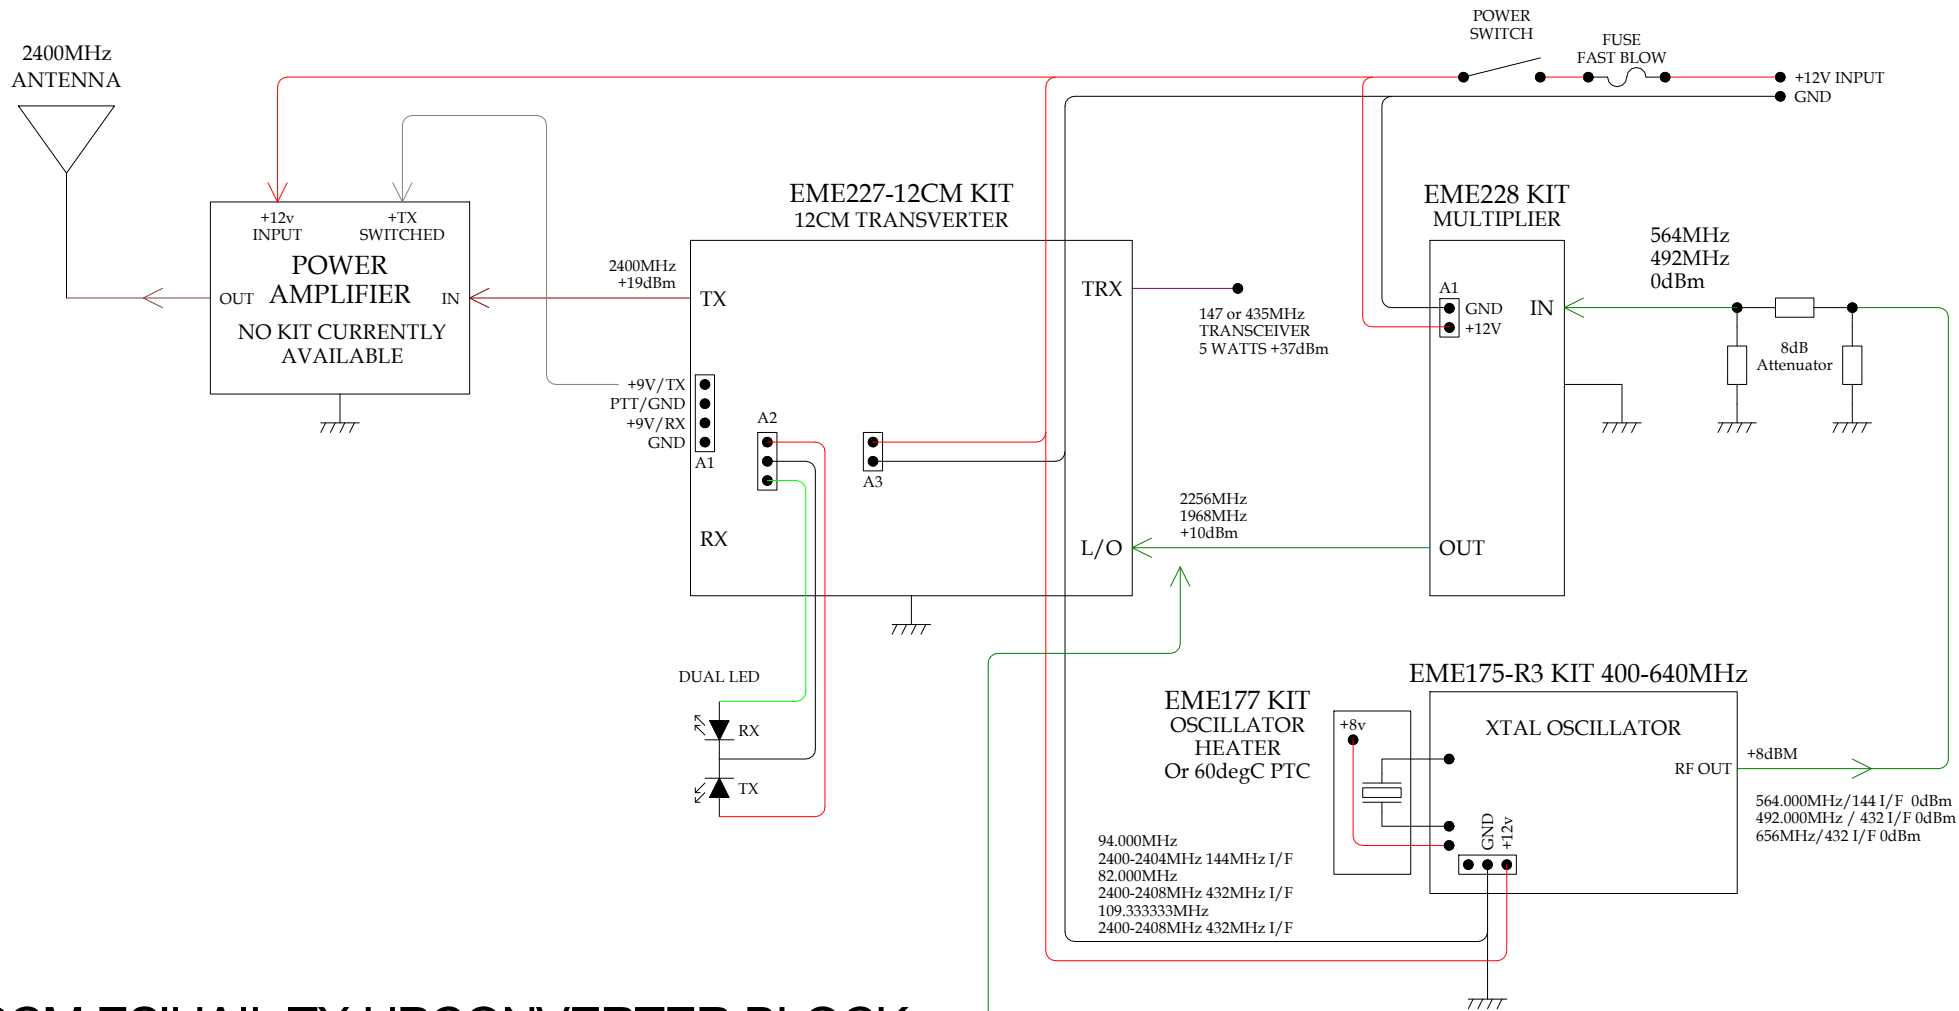 POWER
SWITCH
FUSE
FAST BLOW
+12V INPUT
GND
2400MHz
ANTENNA
+12v
INPUT
+TX
SWITCHED
POWER
AMPLIFIER
OUT
IN
NO KIT CURRENTLY
AVAILABLE
2400MHz
+19dBm
EME227-12CM KIT
12CM TRANSVERTER
TX
TRX
147 or 435MHz
TRANSCEIVER
5 WATTS +37dBm
+9V/TX
PTT/GND
+9V/RX
GND
A1
A2
A3
RX
L/O
2256MHz
1968MHz
+10dBm
EME228 KIT
MULTIPLIER
A1
GND
+12V
IN
OUT
564MHz
492MHz
0dBm
8dB
Attenuator
DUAL LED
RX
TX
EME177 KIT
OSCILLATOR
HEATER
Or 60degC PTC
+8v
EME175-R3 KIT 400-640MHz
XTAL OSCILLATOR
RF OUT
GND
+12v
+8dBM
564.000MHz/144 I/F 0dBm
492.000MHz / 432 I/F 0dBm
656MHz/432 I/F 0dBm
94.000MHz
2400-2404MHz 144MHz I/F
82.000MHz
2400-2408MHz 432MHz I/F
109.333333MHz
2400-2408MHz 432MHz I/F
TX UPCONVERTER BLOCK